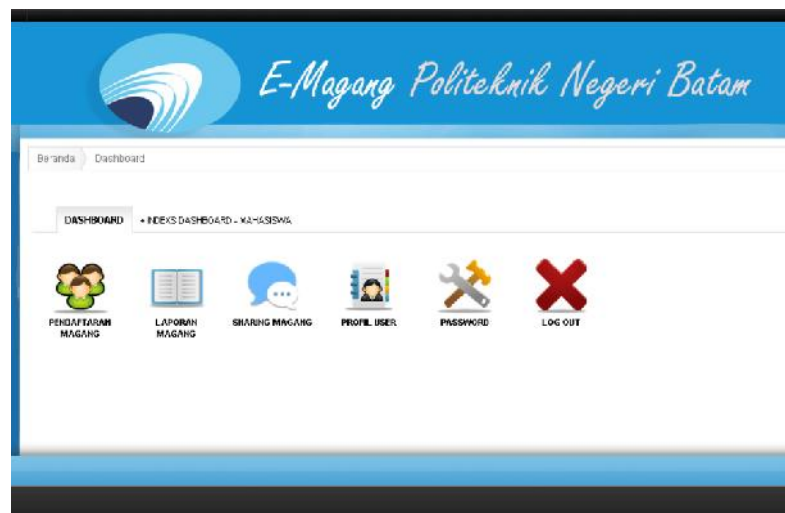 E-Magang Politeknik Negeri Batam
Beranda Dashboard
DASHBOARD • INDEKS DASHBOARD - MAHASISWA
PENDAFTARAN MAGANG
LAPORAN MAGANG
SHARING MAGANG
PROFIL USER
PASSWORD
LOG OUT